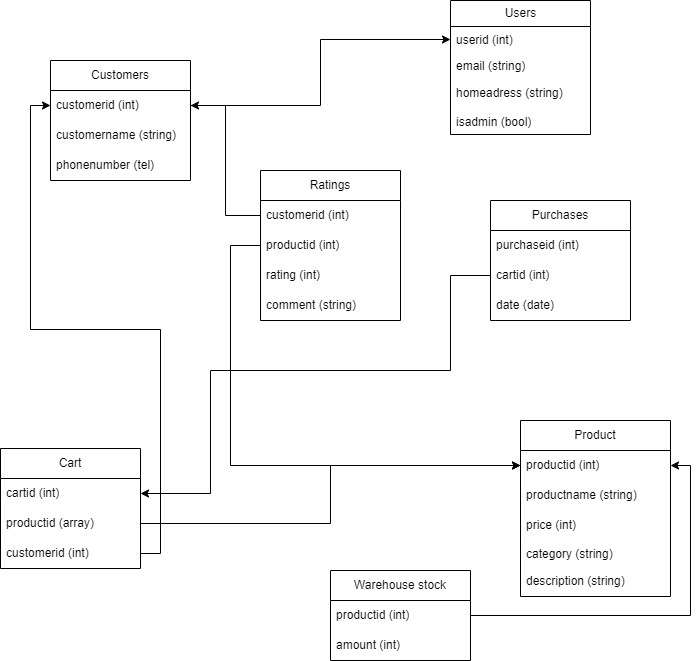 Users
userid (int)
email (string)
homeadress (string)
isadmin (bool)
Customers
customerid (int)
customername (string)
phonenumber (tel)
Ratings
customerid (int)
productid (int)
rating (int)
comment (string)
Purchases
purchaseid (int)
cartid (int)
date (date)
Cart
cartid (int)
productid (array)
customerid (int)
Product
productid (int)
productname (string)
price (int)
category (string)
description (string)
Warehouse stock
productid (int)
amount (int)